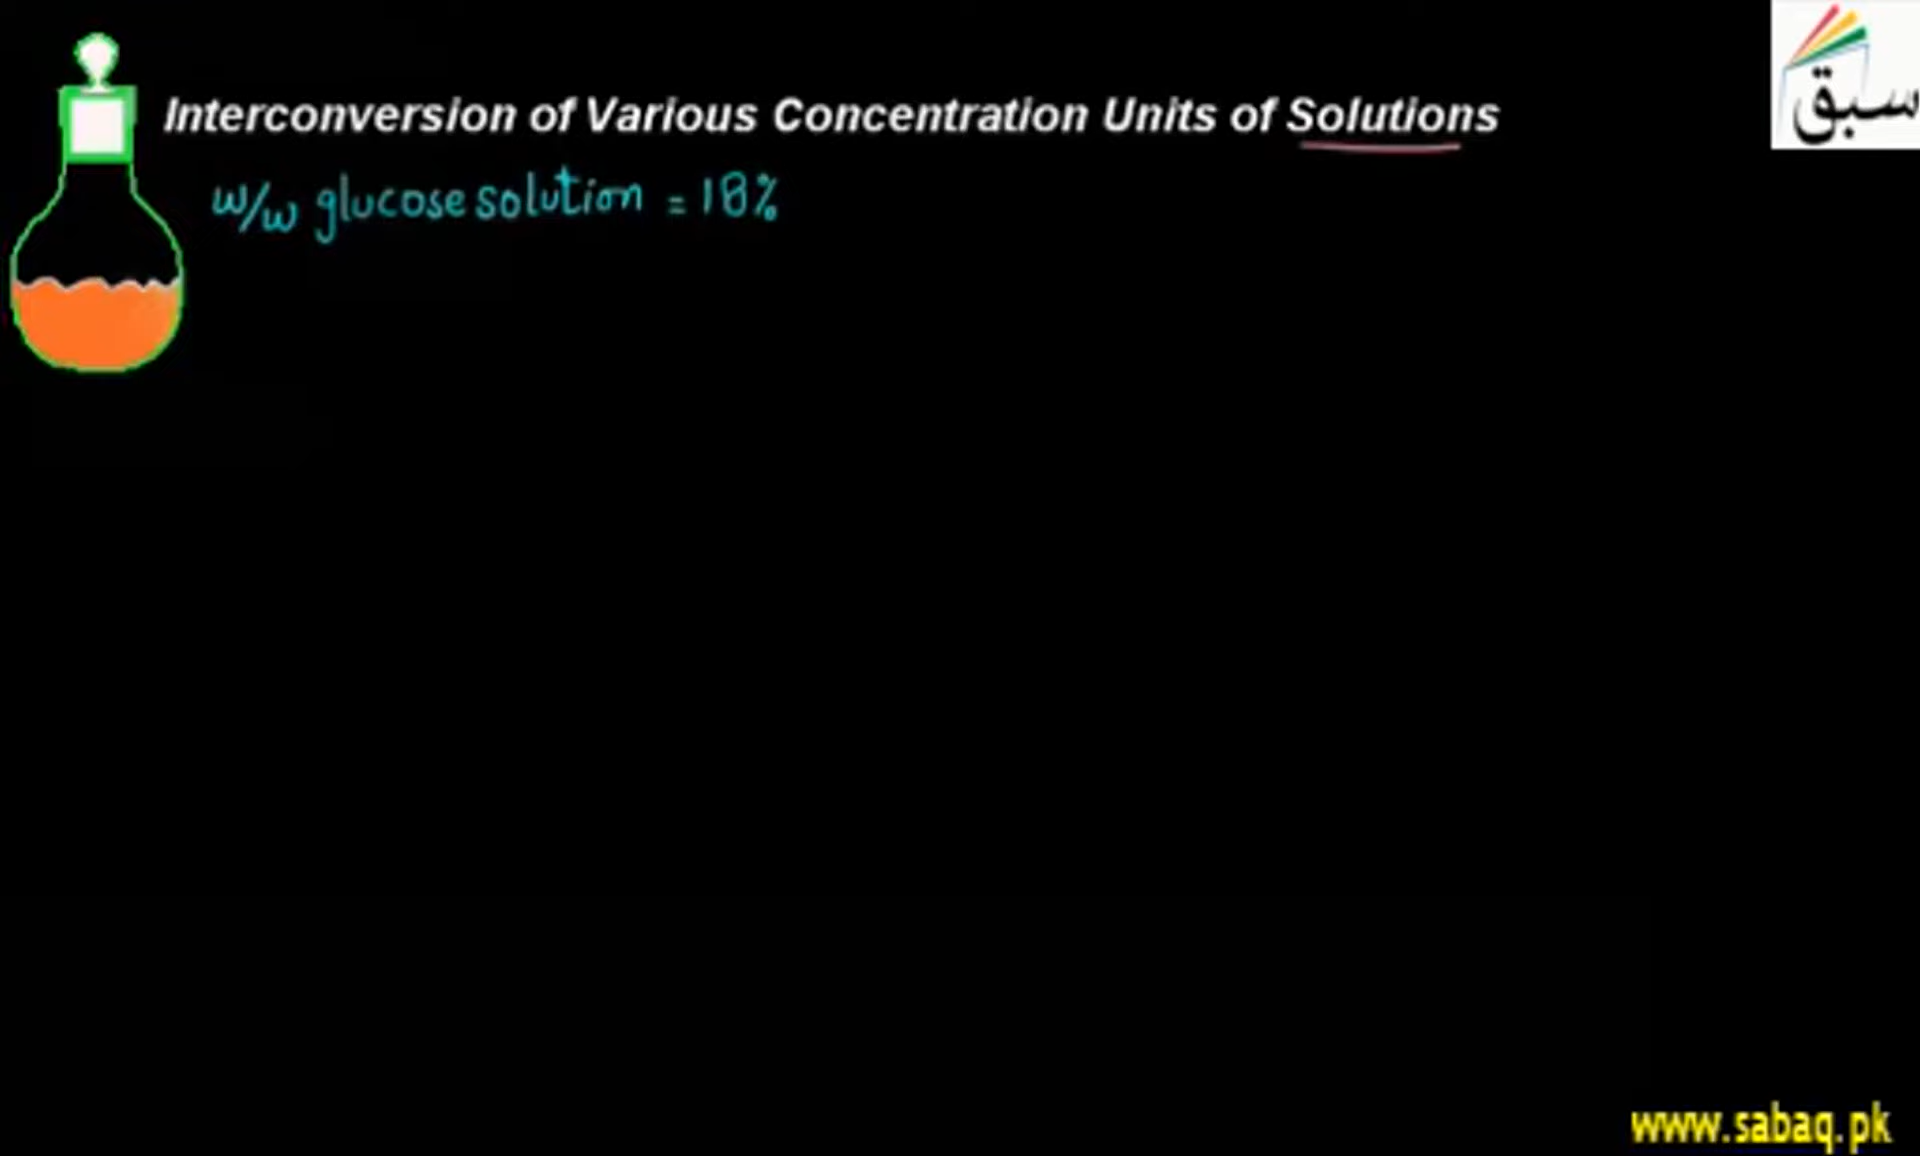 سبق
Interconversion of Various Concentration Units of Solutions
w/w glucose solution = 18%
www.sabaq.pk